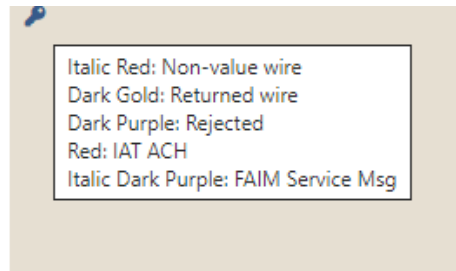 Italic Red: Non-value wire
Dark Gold: Returned wire
Dark Purple: Rejected
Red: IAT ACH
Italic Dark Purple: FAIM Service Msg